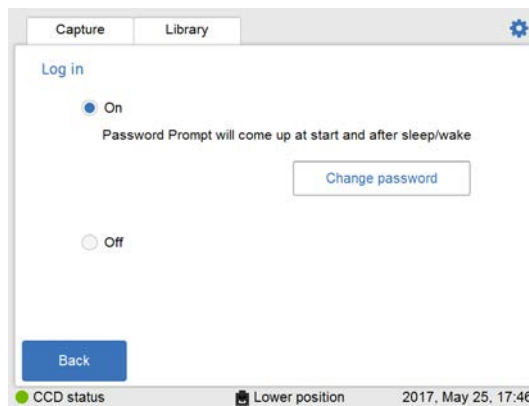 Capture Library
Log in
On
Password Prompt will come up at start and after sleep/wake
Change password
Off
Back
CCD status Lower position 2017, May 25, 17:48